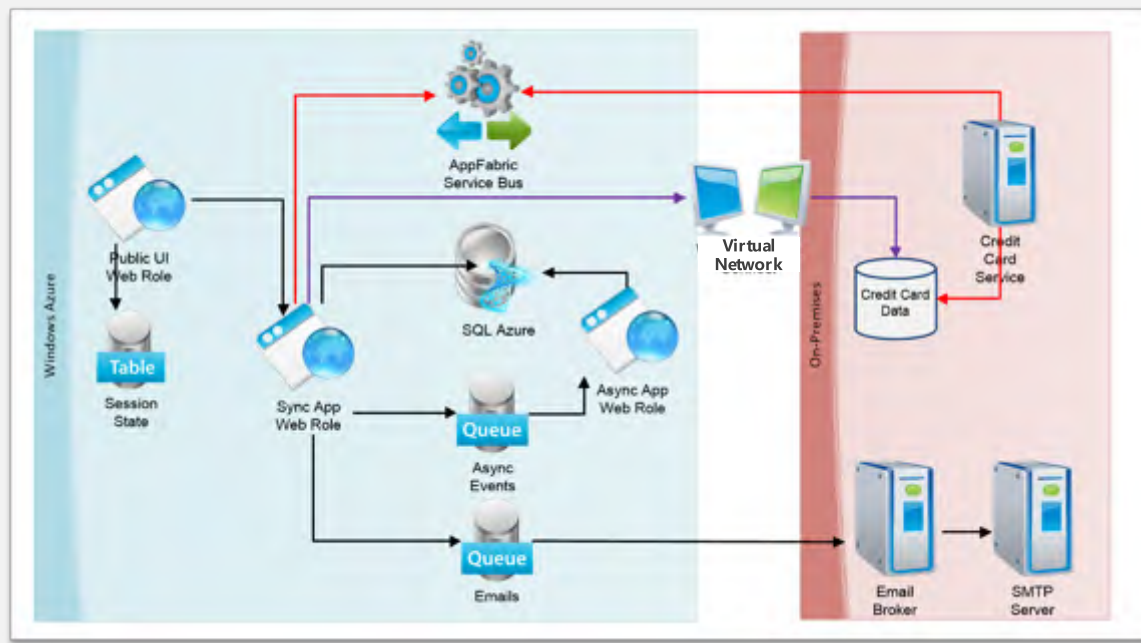 AppFabric
Service Bus
Public UI
Web Role
Virtual
Network
Credit
Card
Service
Credit Card
Data
SQL Azure
Windows Azure
On-Premises
Table
Session
State
Sync App
Web Role
Async App
Web Role
Queue
Async
Events
Queue
Emails
Email
Broker
SMTP
Server